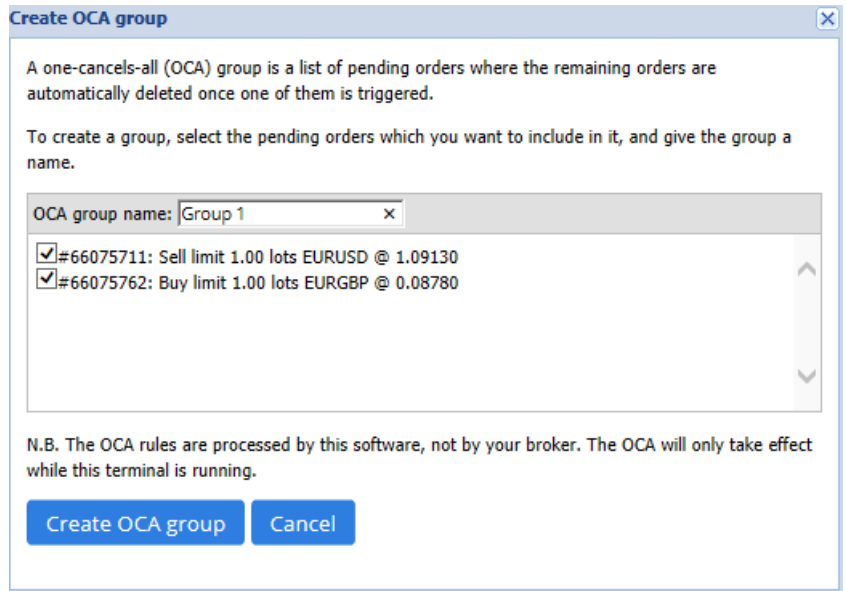 Create OCA group
A one-cancels-all (OCA) group is a list of pending orders where the remaining orders are
automatically deleted once one of them is triggered.
To create a group, select the pending orders which you want to include in it, and give the group a
name.
OCA group name: Group 1
#66075711: Sell limit 1.00 lots EURUSD @ 1.09130
#66075762: Buy limit 1.00 lots EURGBP @ 0.08780
N.B. The OCA rules are processed by this software, not by your broker. The OCA will only take effect
while this terminal is running.
Create OCA group Cancel